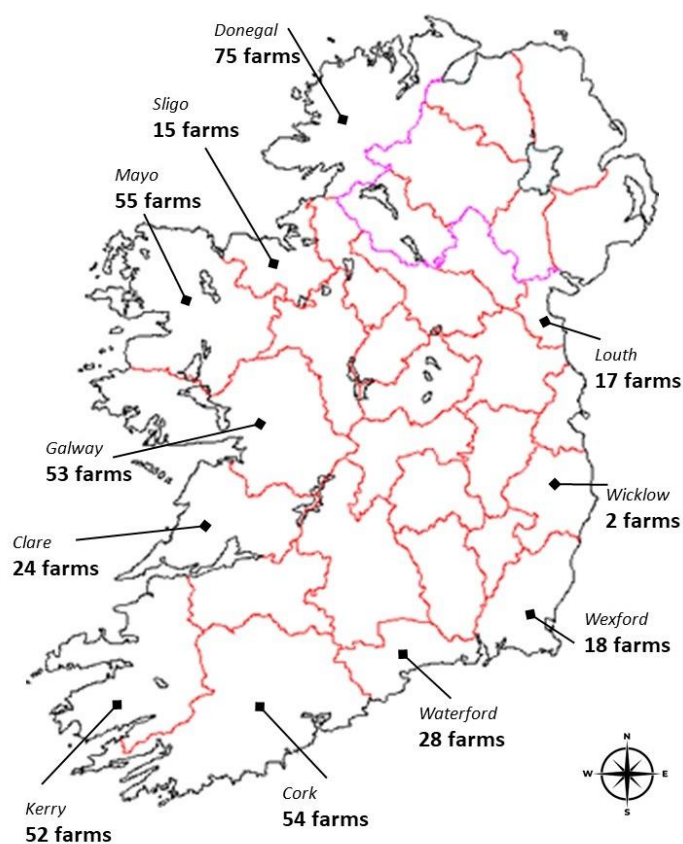 Donegal
75 farms
Sligo
15 farms
Mayo
55 farms
Louth
17 farms
Galway
53 farms
Wicklow
2 farms
Clare
24 farms
Wexford
18 farms
Waterford
28 farms
Kerry
52 farms
Cork
54 farms
N
W E
S